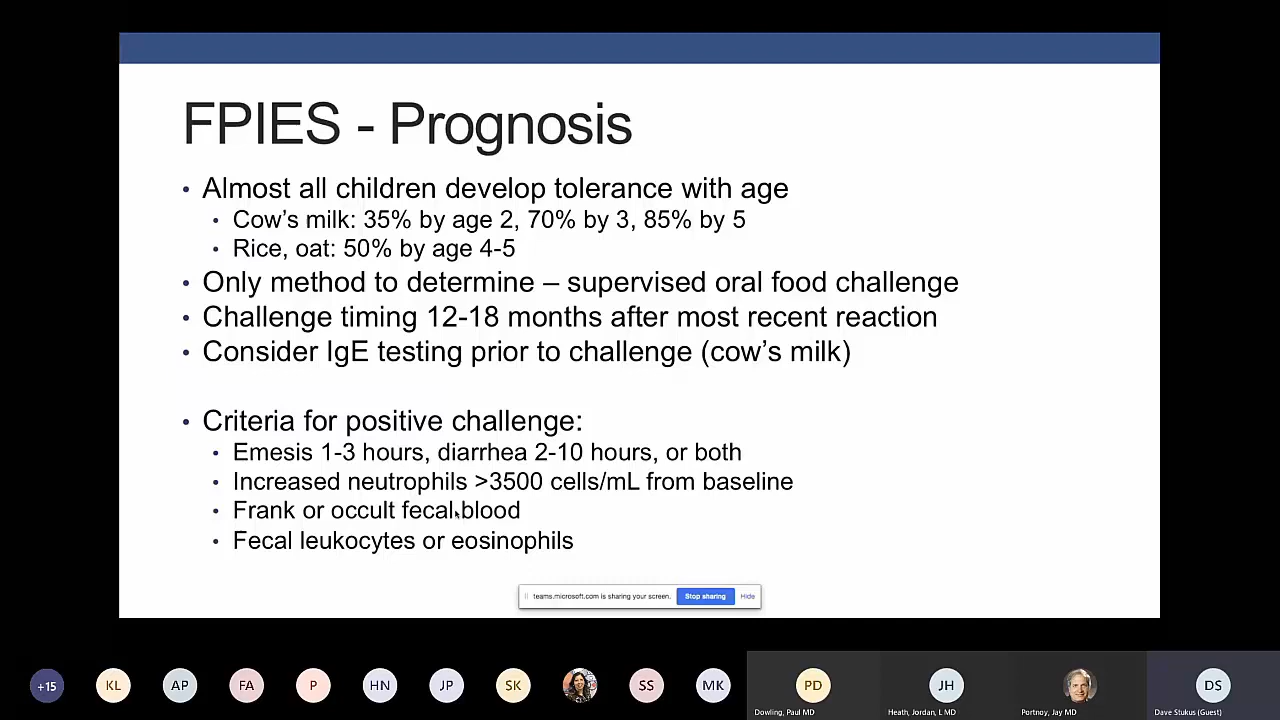 FPIES - Prognosis
• Almost all children develop tolerance with age
• Cow's milk: 35% by age 2, 70% by 3, 85% by 5
• Rice, oat: 50% by age 4-5
• Only method to determine – supervised oral food challenge
• Challenge timing 12-18 months after most recent reaction
• Consider IgE testing prior to challenge (cow's milk)
• Criteria for positive challenge:
• Emesis 1-3 hours, diarrhea 2-10 hours, or both
• Increased neutrophils >3500 cells/mL from baseline
• Frank or occult fecal blood
• Fecal leukocytes or eosinophils
teams.microsoft.com is sharing your screen. Stop sharing Hide
+15 KL AP FA P HN JP SK SS MK PD JH DS
Dowling, Paul MD Heath, Jordan, L MD Portnoy, Jay MD Dave Stukus (Guest)